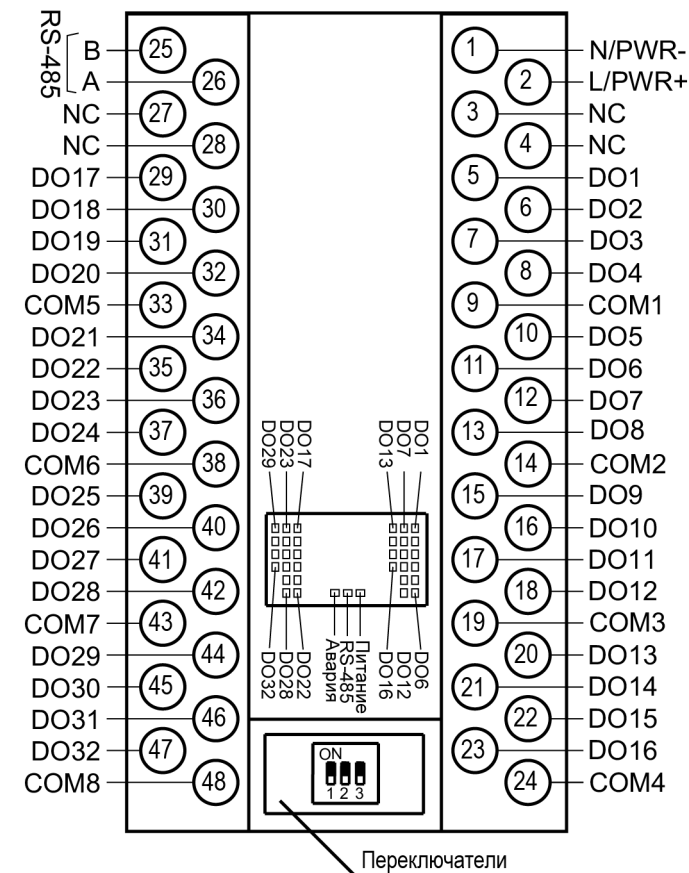 RS-485
B 25
A 26
NC 27
NC 28
DO17 29
DO18 30
DO19 31
DO20 32
COM5 33
DO21 34
DO22 35
DO23 36
DO24 37
COM6 38
DO25 39
DO26 40
DO27 41
DO28 42
COM7 43
DO29 44
DO30 45
DO31 46
DO32 47
COM8 48
1 N/PWR-
2 L/PWR+
3 NC
4 NC
5 DO1
6 DO2
7 DO3
8 DO4
9 COM1
10 DO5
11 DO6
12 DO7
13 DO8
14 COM2
15 DO9
16 DO10
17 DO11
18 DO12
19 COM3
20 DO13
21 DO14
22 DO15
23 DO16
24 COM4
DO1
DO7
DO13
DO17
DO23
DO29
DO6
DO12
DO16
Питание
RS-485
Авария
DO22
DO28
DO32
ON
1 2 3
Переключатели